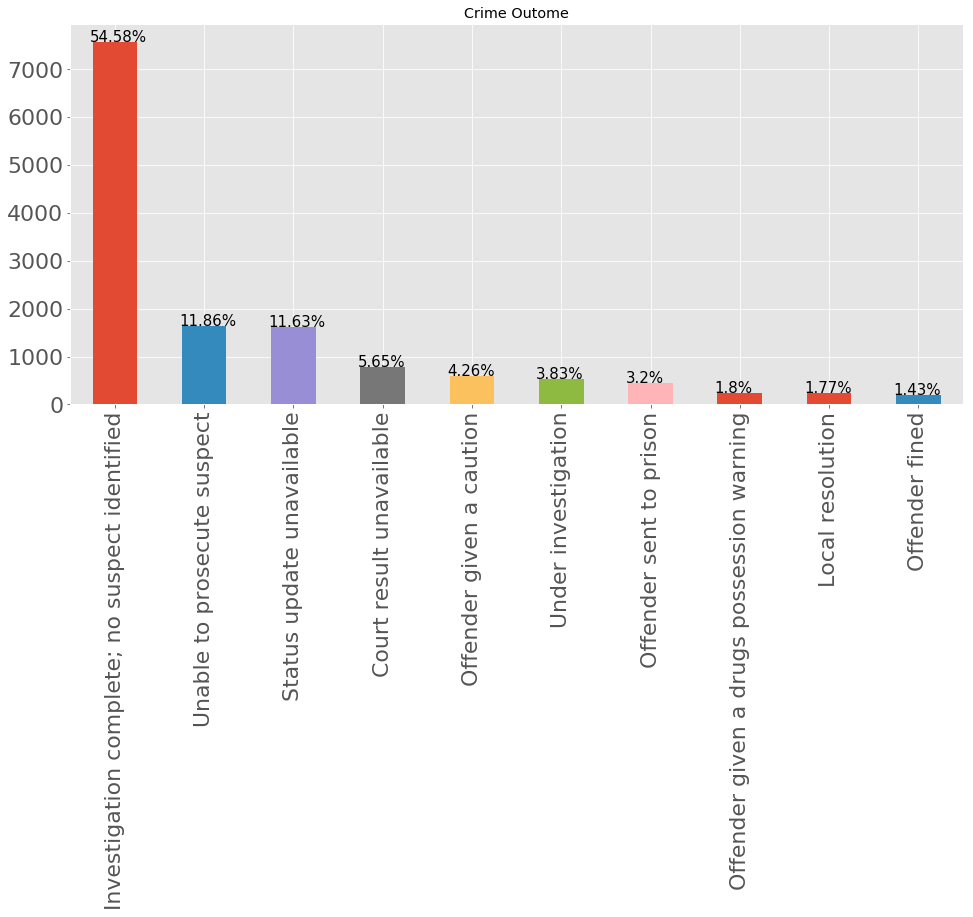 Crime Outome
54.58%
11.86%
11.63%
5.65%
4.26%
3.83%
3.2%
1.8%
1.77%
1.43%
7000
6000
5000
4000
3000
2000
1000
0
Investigation complete; no suspect identified
Unable to prosecute suspect
Status update unavailable
Court result unavailable
Offender given a caution
Under investigation
Offender sent to prison
Offender given a drugs possession warning
Local resolution
Offender fined